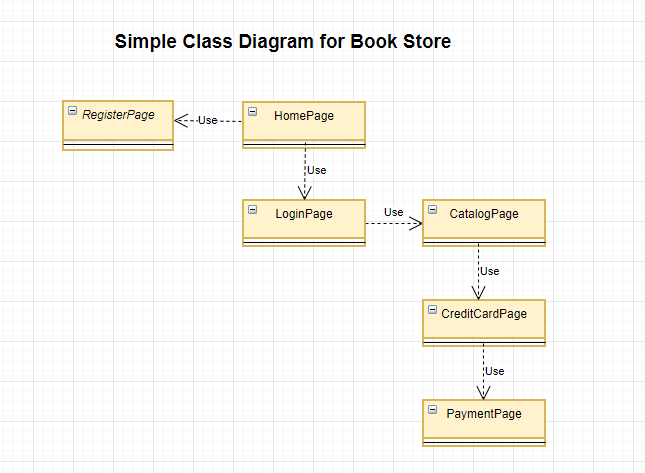 Simple Class Diagram for Book Store
RegisterPage
Use
HomePage
Use
LoginPage
Use
CatalogPage
Use
CreditCardPage
Use
PaymentPage